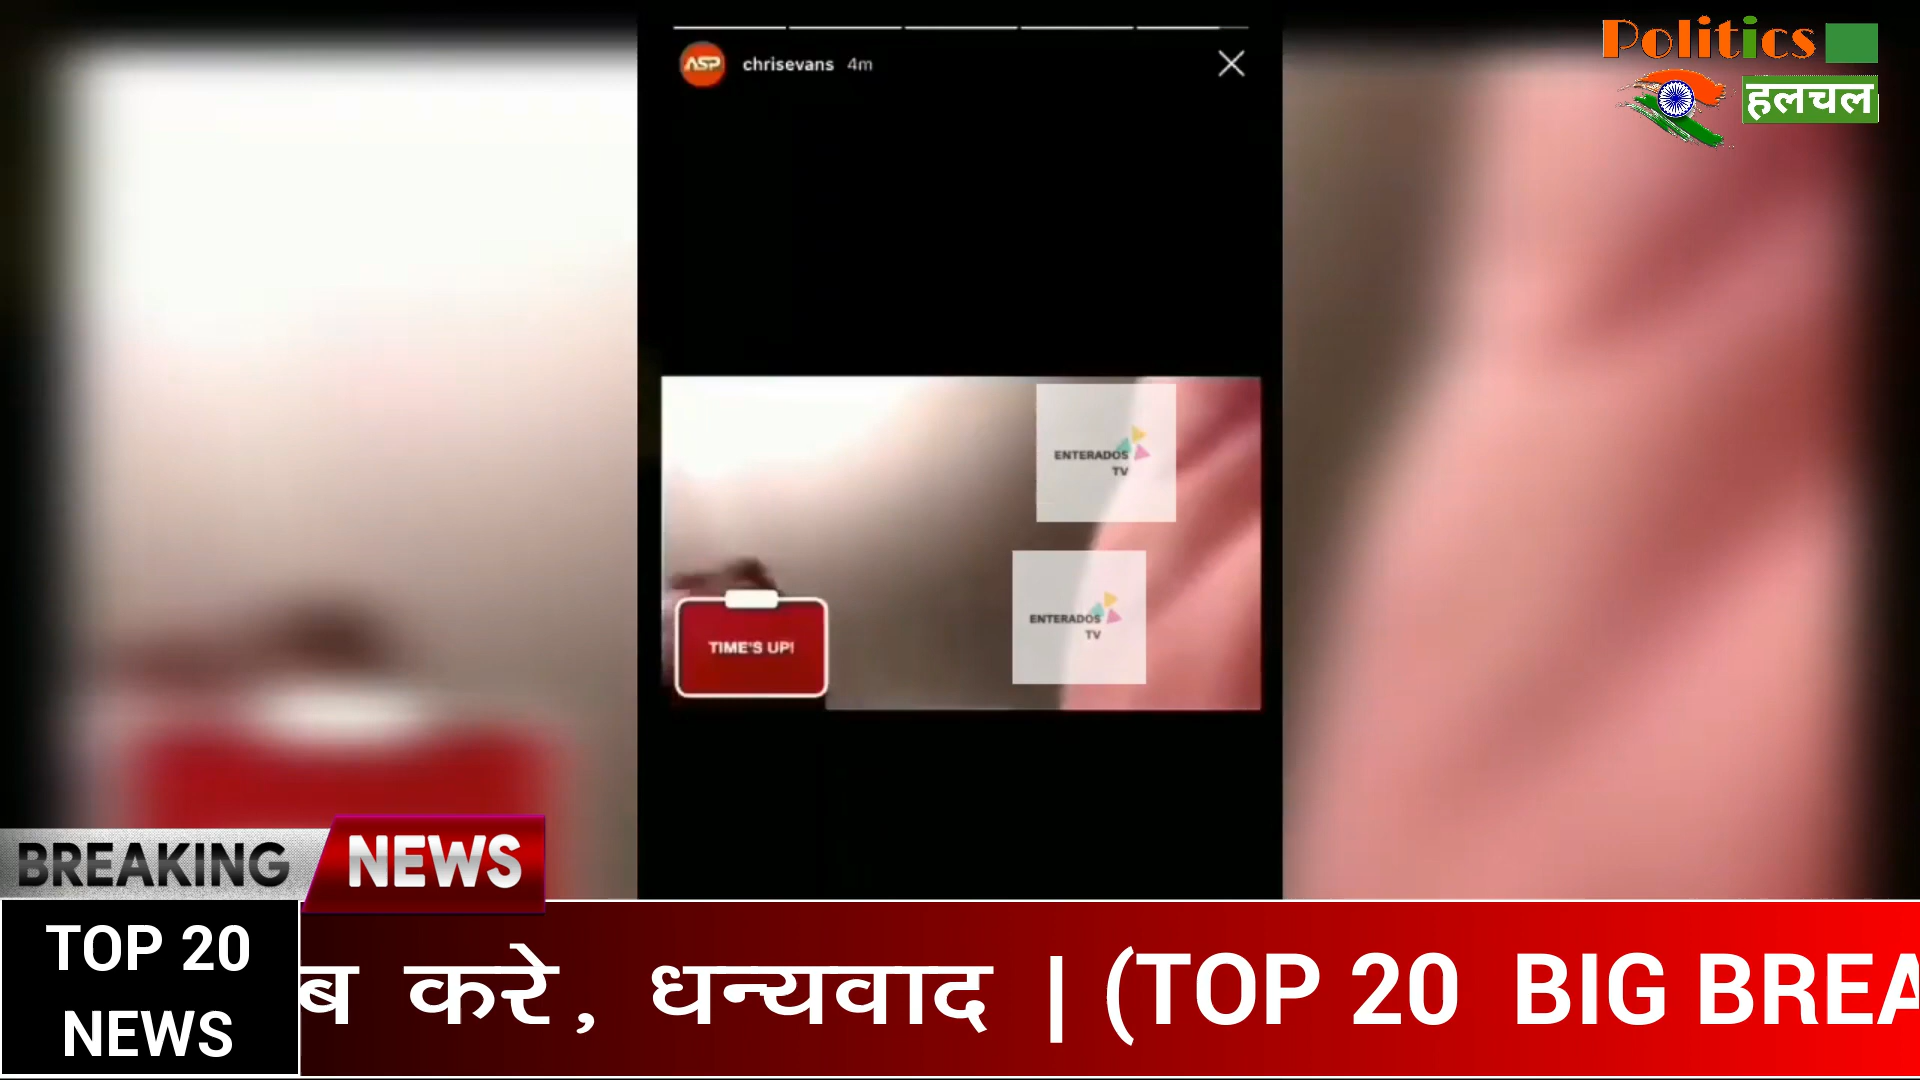 Politics
हलचल
ASP chrisevans 4m
ENTERADOS
TV
TIME'S UP!
ENTERADOS
TV
BREAKING NEWS
TOP 20
NEWS
ब करे, धन्यवाद | (TOP 20 BIG BREA